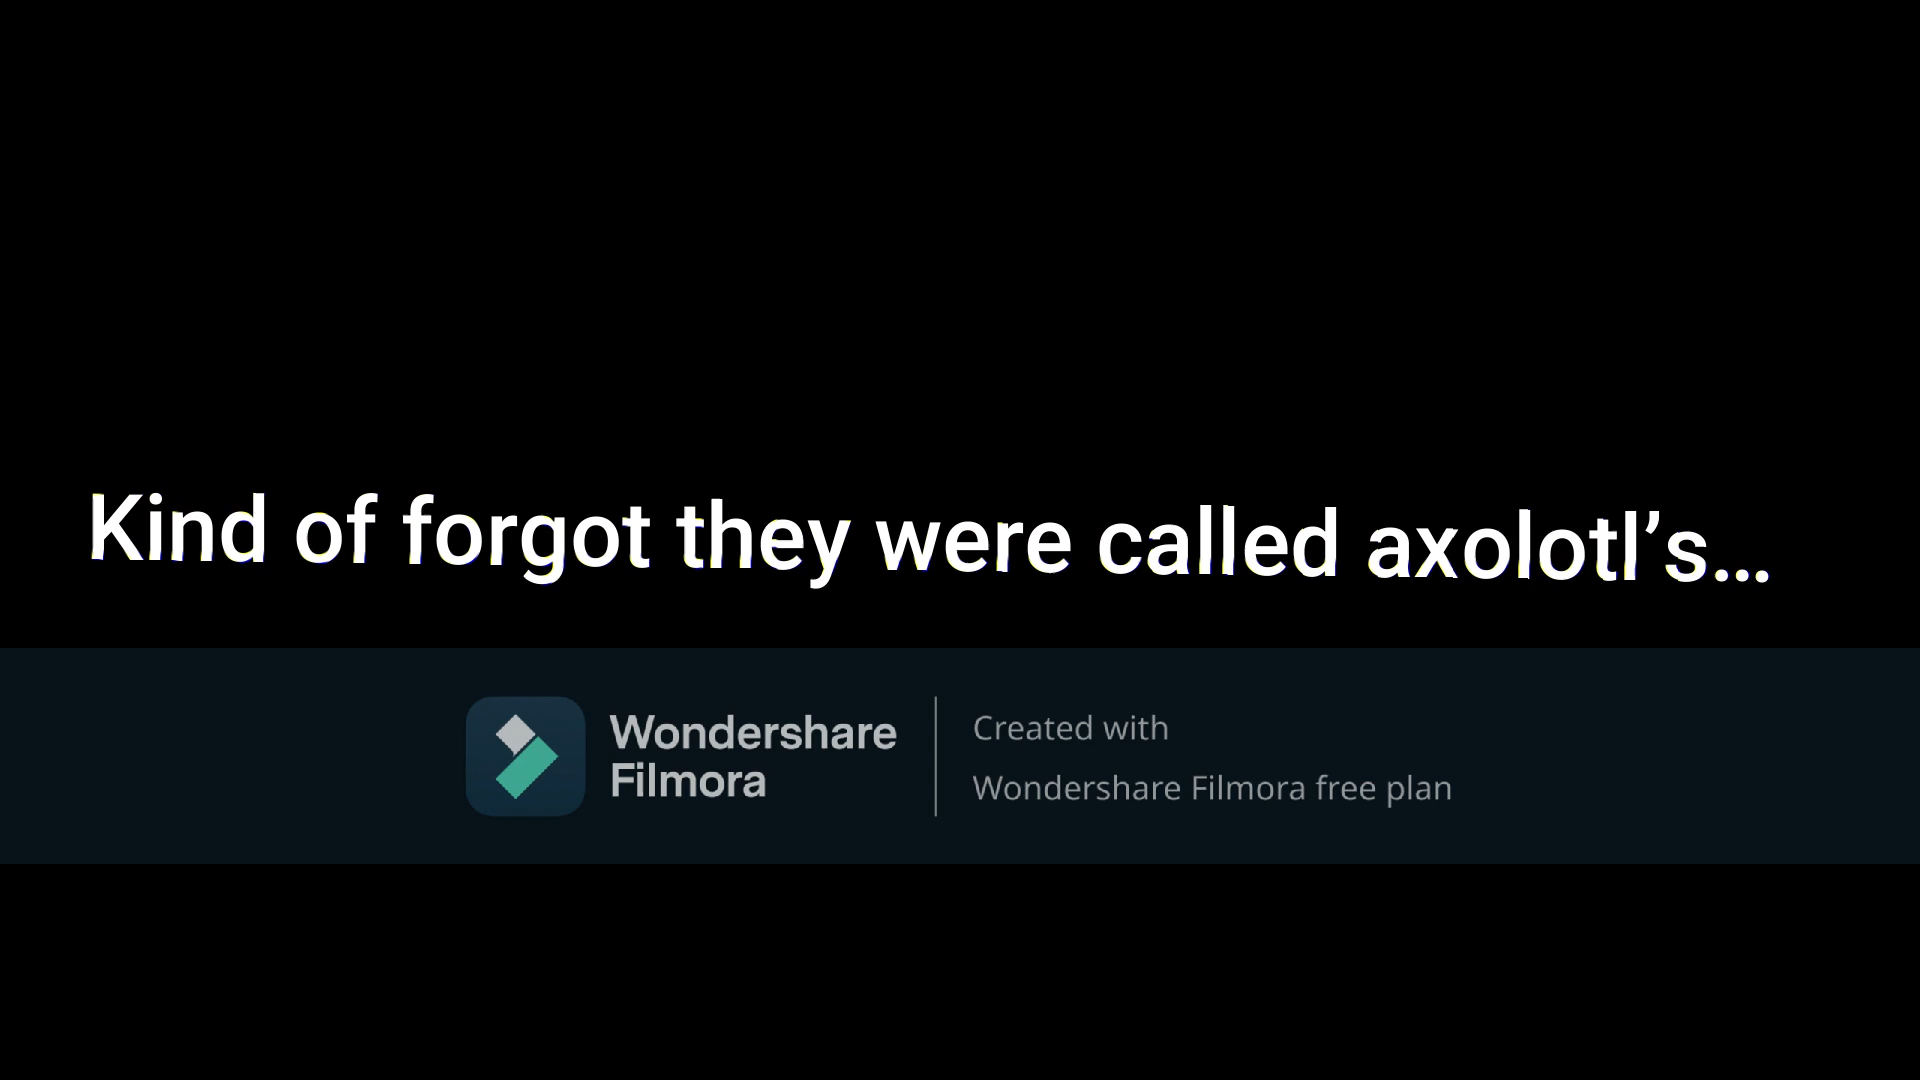 Kind of forgot they were called axolotl’s...
Wondershare
Filmora
Created with
Wondershare Filmora free plan